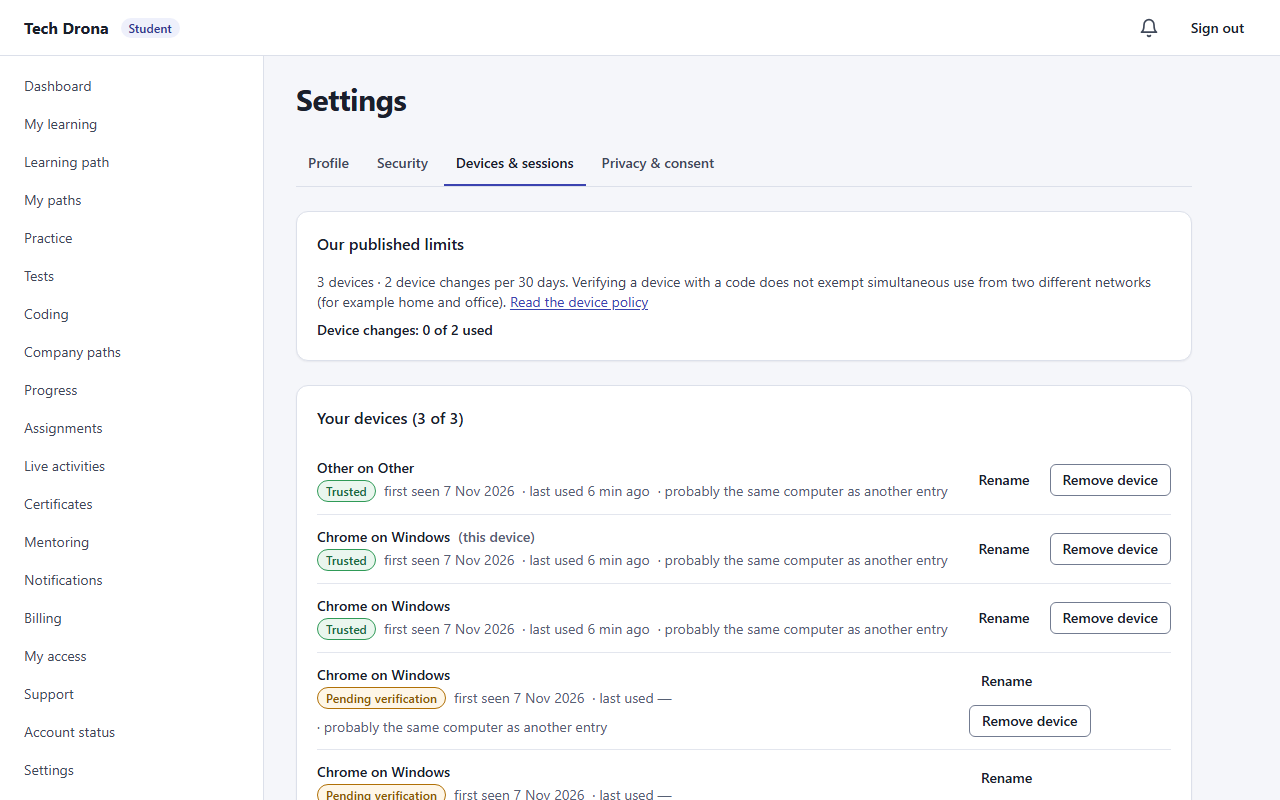 Tech Drona
Student
Sign out
Dashboard
My learning
Learning path
My paths
Practice
Tests
Coding
Company paths
Progress
Assignments
Live activities
Certificates
Mentoring
Notifications
Billing
My access
Support
Account status
Settings
Settings
Profile
Security
Devices & sessions
Privacy & consent
Our published limits
3 devices · 2 device changes per 30 days. Verifying a device with a code does not exempt simultaneous use from two different networks
(for example home and office). Read the device policy
Device changes: 0 of 2 used
Your devices (3 of 3)
Other on Other
Trusted first seen 7 Nov 2026 · last used 6 min ago · probably the same computer as another entry
Rename
Remove device
Chrome on Windows (this device)
Trusted first seen 7 Nov 2026 · last used 6 min ago · probably the same computer as another entry
Rename
Remove device
Chrome on Windows
Trusted first seen 7 Nov 2026 · last used 6 min ago · probably the same computer as another entry
Rename
Remove device
Chrome on Windows
Pending verification first seen 7 Nov 2026 · last used —
· probably the same computer as another entry
Rename
Remove device
Chrome on Windows
Pending verification first seen 7 Nov 2026 · last used —
Rename